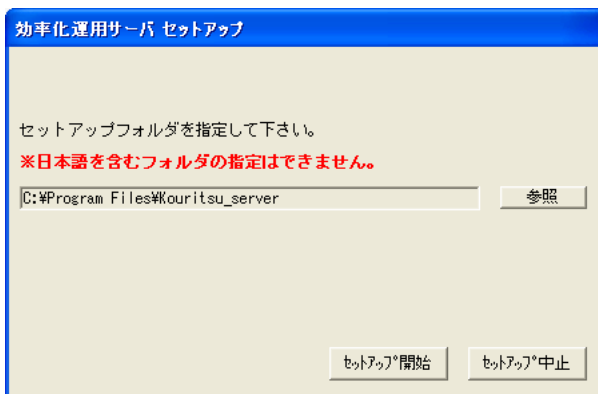 効率化運用サーバ セットアップ
セットアップフォルダを指定して下さい。
※日本語を含むフォルダの指定はできません。
C:¥Program Files¥Kouritsu_server
参照
ｾｯﾄｱｯﾌﾟ開始
ｾｯﾄｱｯﾌﾟ中止